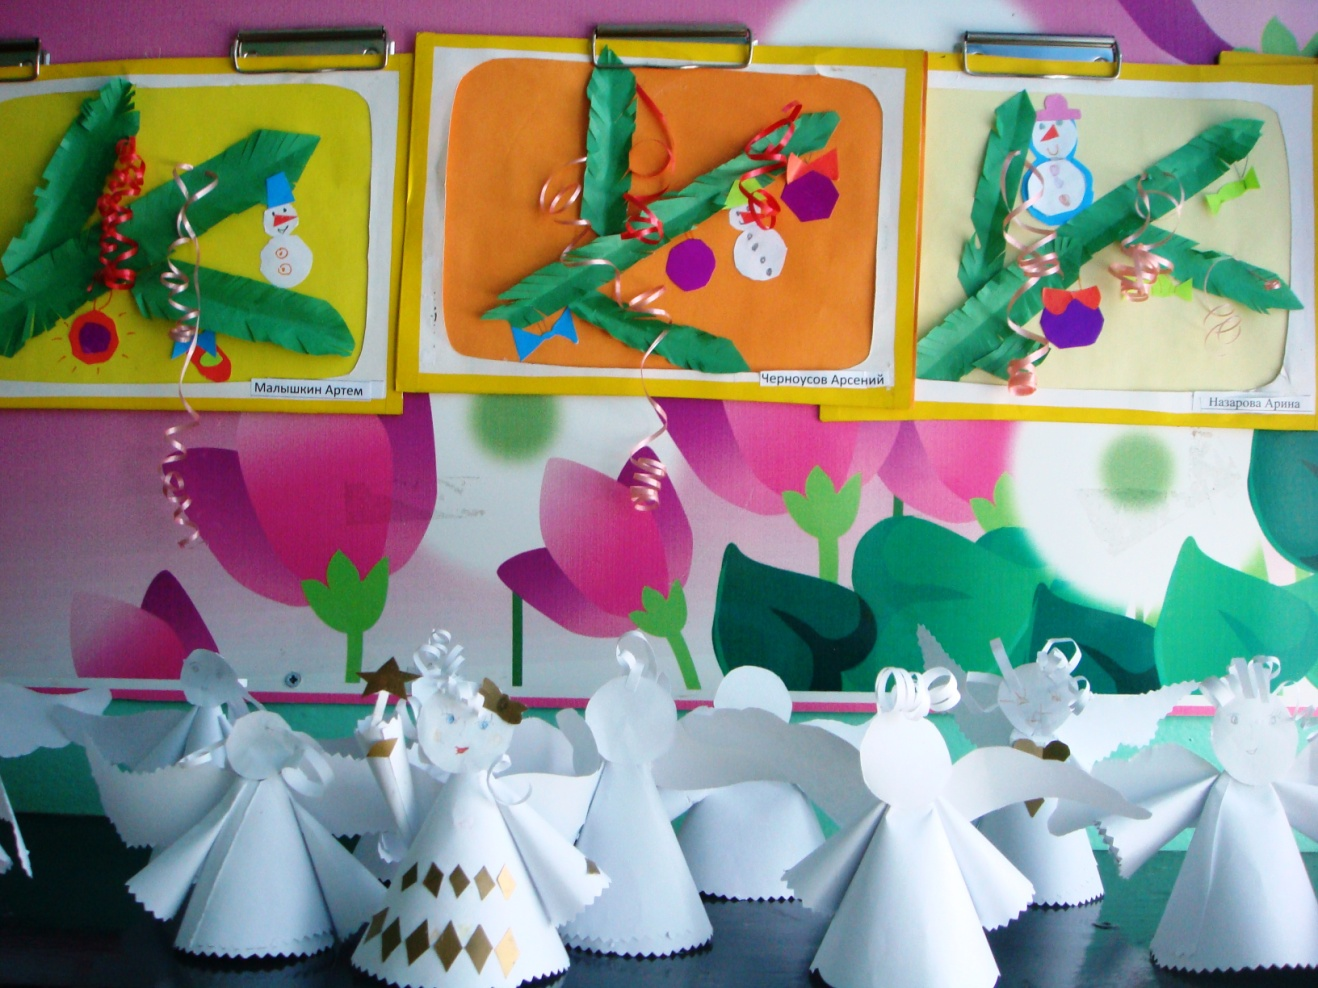 Малышкин Артем
Черноусов Арсений
Назарова Арина